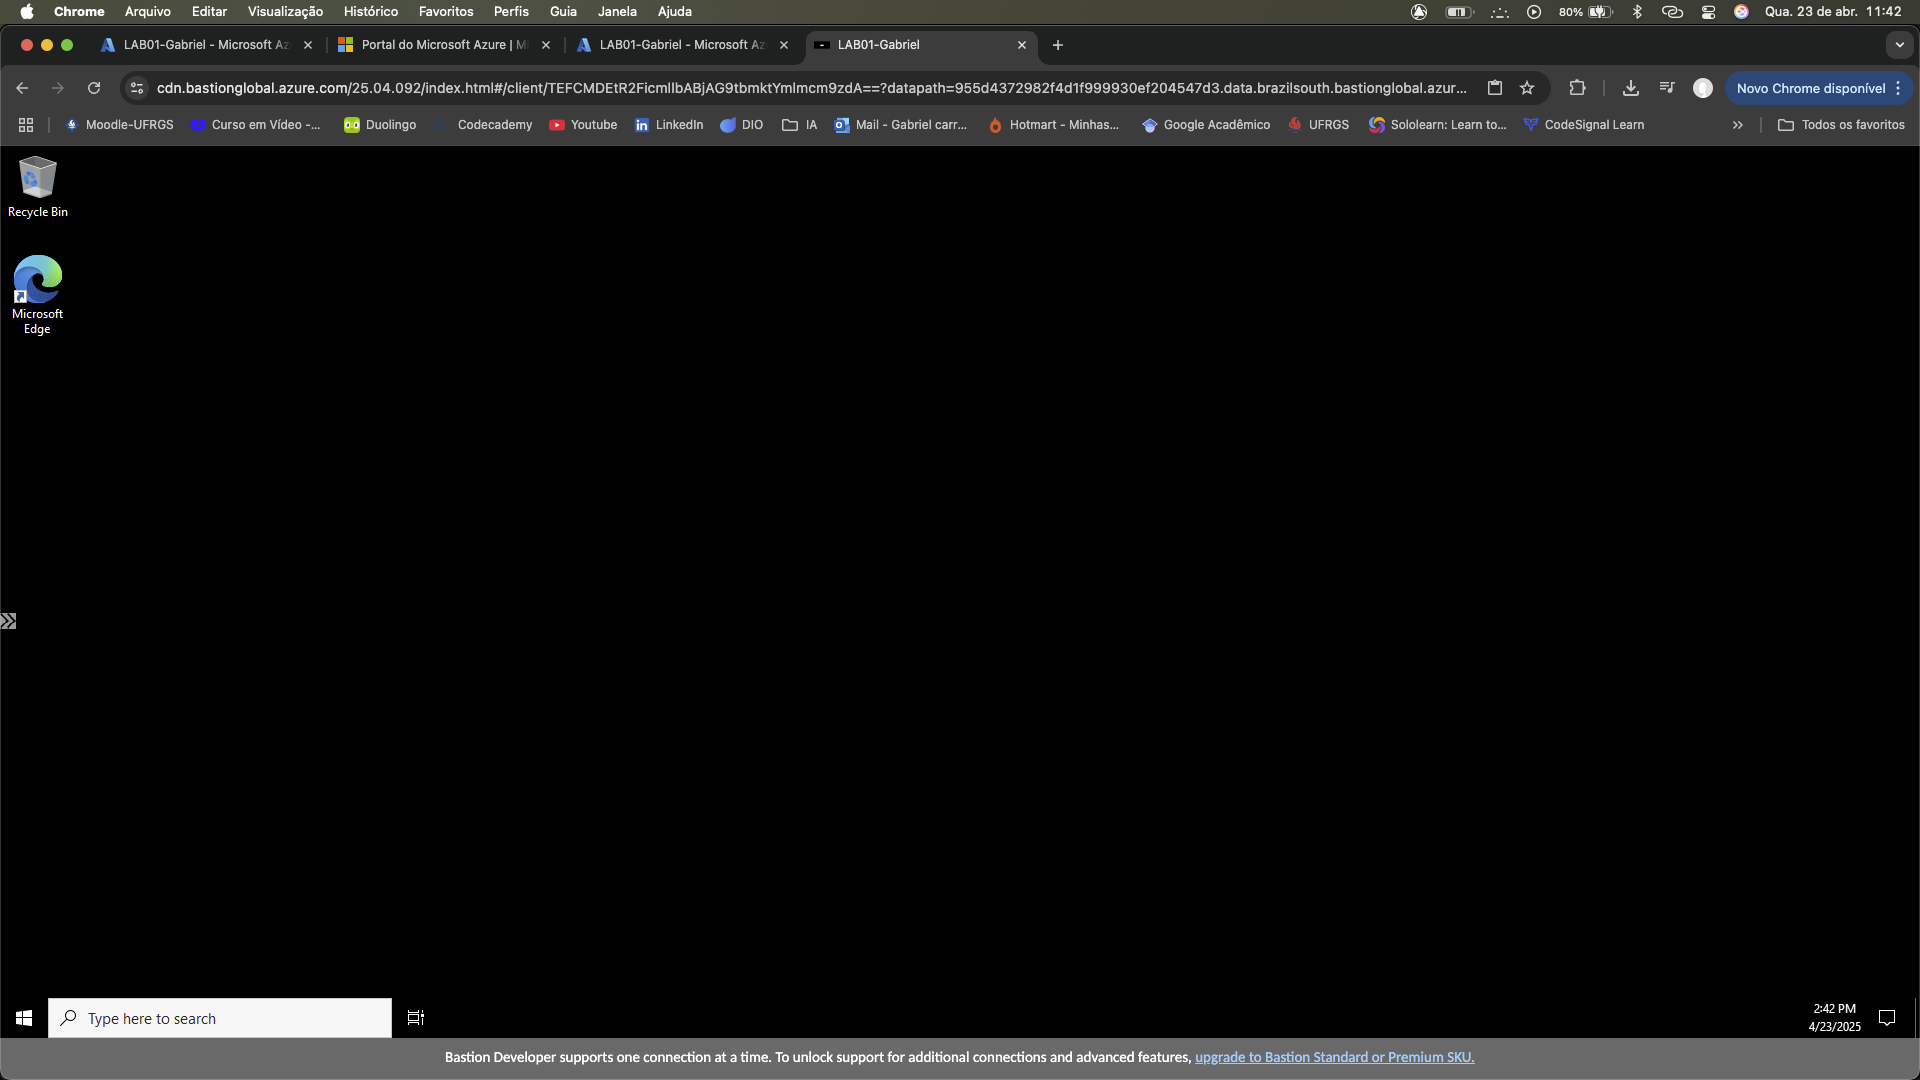 Chrome Arquivo Editar Visualização Histórico Favoritos Perfis Guia Janela Ajuda 80% Qua. 23 de abr. 11:42
LAB01-Gabriel - Microsoft Az Portal do Microsoft Azure | Mi LAB01-Gabriel - Microsoft Az LAB01-Gabriel
cdn.bastionglobal.azure.com/25.04.092/index.html#/client/TEFCMDEtR2FicmllbABjAG9tbmktYmlmcm9zdA==?datapath=955d4372982f4d1f999930ef204547d3.data.brazilsouth.bastionglobal.azur... Novo Chrome disponível
Moodle-UFRGS Curso em Vídeo -... Duolingo Codecademy Youtube LinkedIn DIO IA Mail - Gabriel carr... Hotmart - Minhas... Google Acadêmico UFRGS Sololearn: Learn to... CodeSignal Learn Todos os favoritos
Recycle Bin
Microsoft
Edge
Type here to search
2:42 PM
4/23/2025
Bastion Developer supports one connection at a time. To unlock support for additional connections and advanced features, upgrade to Bastion Standard or Premium SKU.